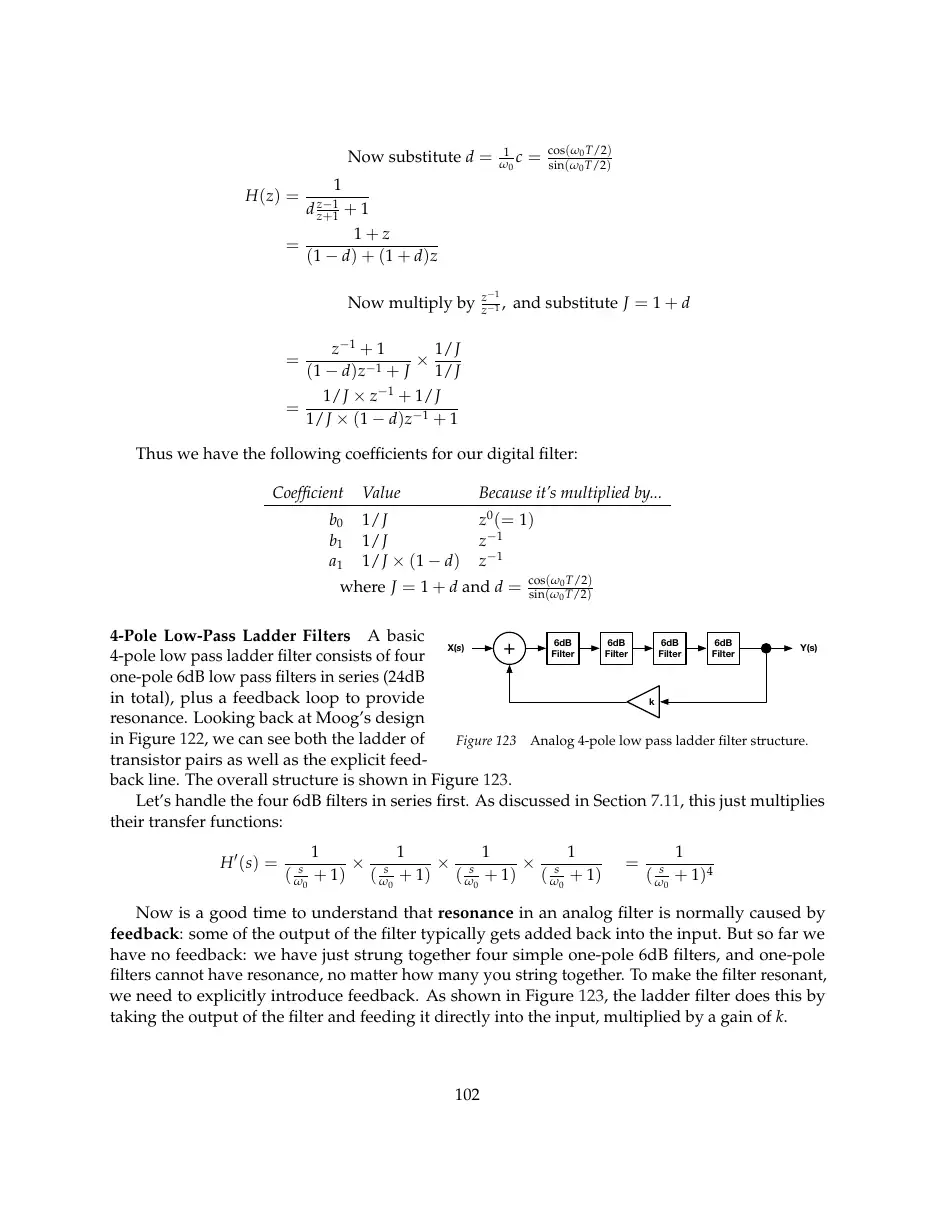 Now substitute d = 1/ω₀ c = cos(ω₀T/2)/sin(ω₀T/2)
H(z) = 1 / (d (z−1)/(z+1) + 1)
= (1 + z) / ((1 − d) + (1 + d)z)
Now multiply by z⁻¹/z⁻¹, and substitute J = 1 + d
= (z⁻¹ + 1) / ((1 − d)z⁻¹ + J) × (1/J)/(1/J)
= (1/J × z⁻¹ + 1/J) / (1/J × (1 − d)z⁻¹ + 1)
Thus we have the following coefficients for our digital filter:
Coefficient Value Because it's multiplied by...
b₀ 1/J z⁰(= 1)
b₁ 1/J z⁻¹
a₁ 1/J × (1 − d) z⁻¹
where J = 1 + d and d = cos(ω₀T/2)/sin(ω₀T/2)
4-Pole Low-Pass Ladder Filters A basic
4-pole low pass ladder filter consists of four
one-pole 6dB low pass filters in series (24dB
in total), plus a feedback loop to provide
resonance. Looking back at Moog's design
in Figure 122, we can see both the ladder of
transistor pairs as well as the explicit feed-
X(s) + 6dB Filter 6dB Filter 6dB Filter 6dB Filter Y(s)
k
Figure 123 Analog 4-pole low pass ladder filter structure.
back line. The overall structure is shown in Figure 123.
Let's handle the four 6dB filters in series first. As discussed in Section 7.11, this just multiplies
their transfer functions:
H′(s) = 1/(s/ω₀ + 1) × 1/(s/ω₀ + 1) × 1/(s/ω₀ + 1) × 1/(s/ω₀ + 1) = 1/(s/ω₀ + 1)⁴
Now is a good time to understand that resonance in an analog filter is normally caused by
feedback: some of the output of the filter typically gets added back into the input. But so far we
have no feedback: we have just strung together four simple one-pole 6dB filters, and one-pole
filters cannot have resonance, no matter how many you string together. To make the filter resonant,
we need to explicitly introduce feedback. As shown in Figure 123, the ladder filter does this by
taking the output of the filter and feeding it directly into the input, multiplied by a gain of k.
102